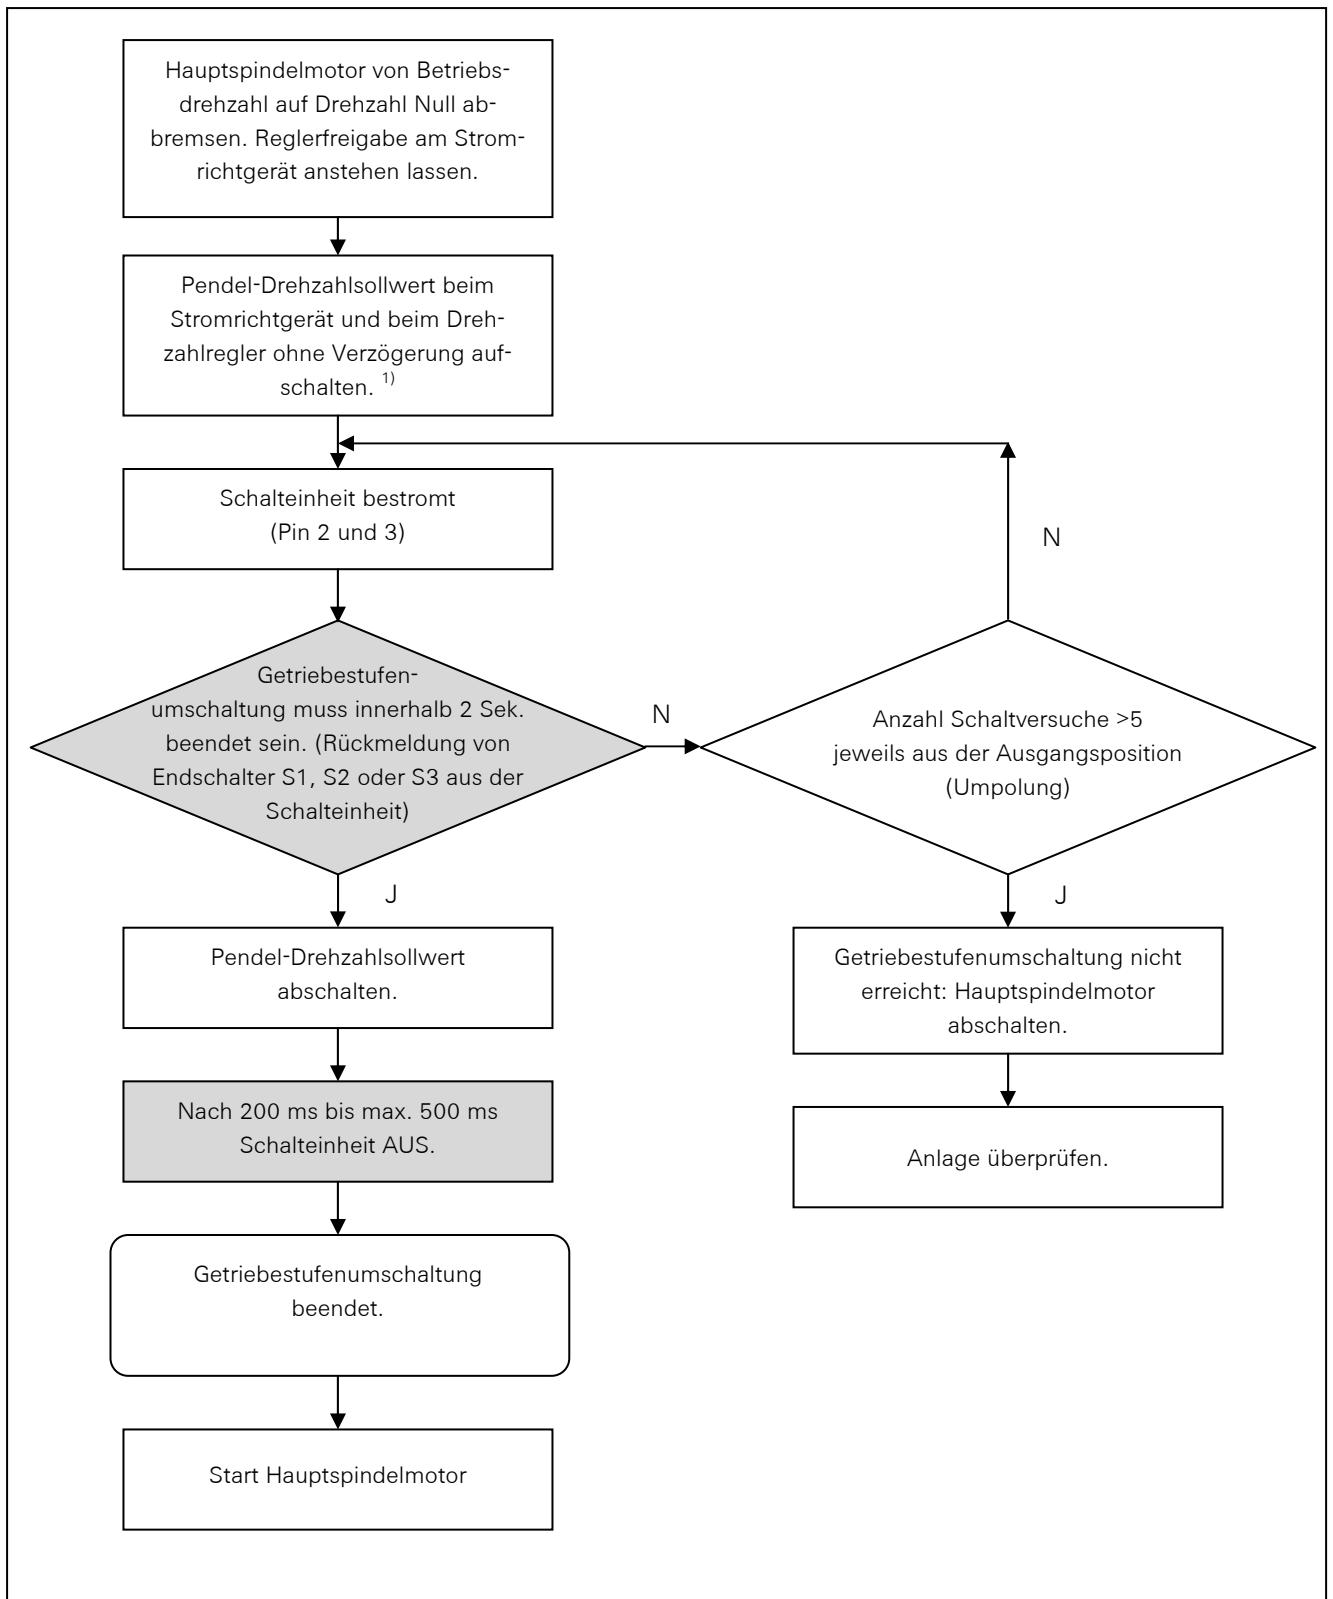 Hauptspindelmotor von Betriebs-
drehzahl auf Drehzahl Null ab-
bremsen. Reglerfreigabe am Strom-
richtgerät anstehen lassen.
Pendel-Drehzahlsollwert beim
Stromrichtgerät und beim Dreh-
zahlregler ohne Verzögerung auf-
schalten. 1)
Schalteinheit bestromt
(Pin 2 und 3)
N
Getriebestufen-
umschaltung muss innerhalb 2 Sek.
beendet sein. (Rückmeldung von
Endschalter S1, S2 oder S3 aus der
Schalteinheit)
N
Anzahl Schaltversuche >5
jeweils aus der Ausgangsposition
(Umpolung)
J
J
Pendel-Drehzahlsollwert
abschalten.
Getriebestufenumschaltung nicht
erreicht: Hauptspindelmotor
abschalten.
Nach 200 ms bis max. 500 ms
Schalteinheit AUS.
Anlage überprüfen.
Getriebestufenumschaltung
beendet.
Start Hauptspindelmotor